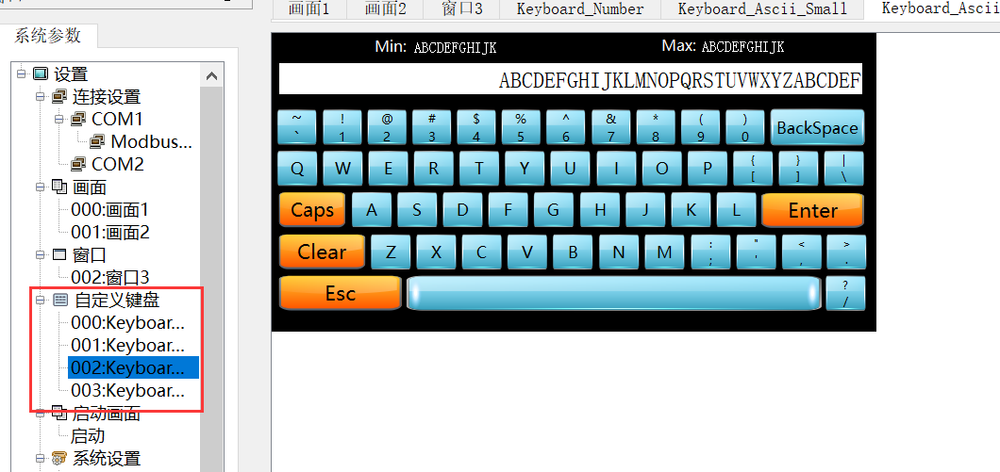 画面1 画面2 窗口3 Keyboard_Number Keyboard_Ascii_Small Keyboard_Ascii
系统参数
设置
连接设置
COM1
Modbus...
COM2
画面
000:画面1
001:画面2
窗口
002:窗口3
自定义键盘
000:Keyboar...
001:Keyboar...
002:Keyboar...
003:Keyboar...
启动画面
启动
系统设置
Min: ABCDEFGHIJK Max: ABCDEFGHIJK
ABCDEFGHIJKLMNOPQRSTUVWXYZABCDEF
~ ! @ # $ % ^ & * ( )
` 1 2 3 4 5 6 7 8 9 0 BackSpace
Q W E R T Y U I O P { } |
[ ] \
Caps A S D F G H J K L Enter
Clear Z X C V B N M : " < >
; ' , .
Esc ?
/